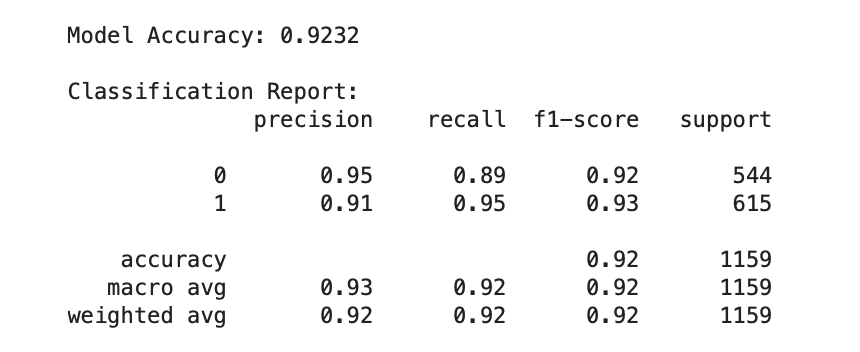 Model Accuracy: 0.9232
Classification Report:
precision recall f1-score support
0 0.95 0.89 0.92 544
1 0.91 0.95 0.93 615
accuracy 0.92 1159
macro avg 0.93 0.92 0.92 1159
weighted avg 0.92 0.92 0.92 1159